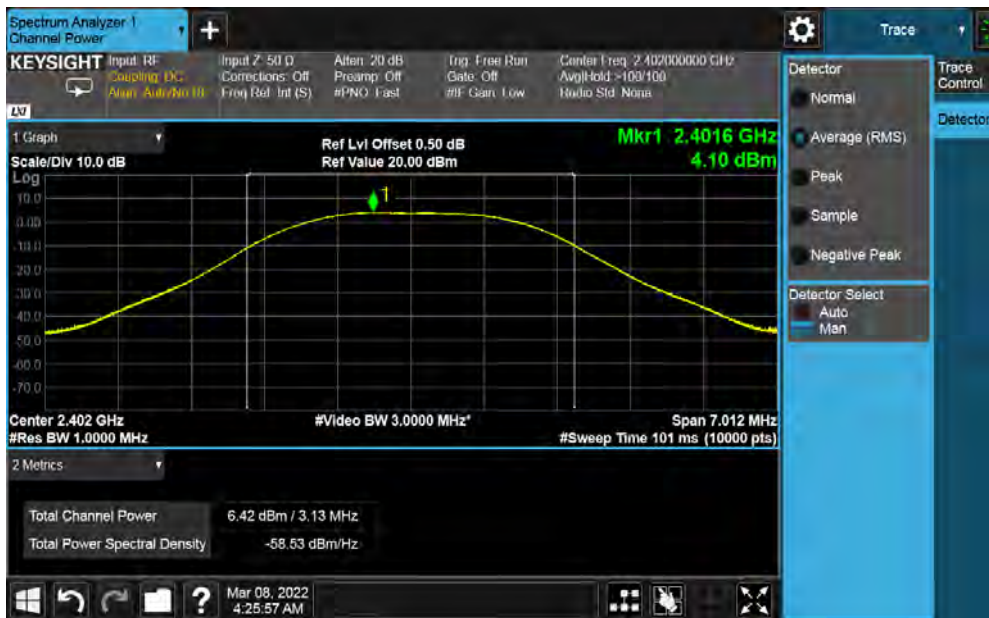 Spectrum Analyzer 1
Channel Power
+
Trace
KEYSIGHT
Input: RF
Coupling: DC
Align: Auto/No RF
Input Z: 50 Ω
Corrections: Off
Freq Ref: Int (S)
Atten: 20 dB
Preamp: Off
#PNO: Fast
Trig: Free Run
Gate: Off
#IF Gain: Low
Center Freq: 2.402000000 GHz
Avg|Hold: >100/100
Radio Std: None
LXI
1 Graph
Scale/Div 10.0 dB
Ref Lvl Offset 0.50 dB
Ref Value 20.00 dBm
Mkr1 2.4016 GHz
4.10 dBm
Log
10.0
0.00
-10.0
-20.0
-30.0
-40.0
-50.0
-60.0
-70.0
1
Center 2.402 GHz
#Res BW 1.0000 MHz
#Video BW 3.0000 MHz*
Span 7.012 MHz
#Sweep Time 101 ms (10000 pts)
2 Metrics
Total Channel Power 6.42 dBm / 3.13 MHz
Total Power Spectral Density -58.53 dBm/Hz
?
Mar 08, 2022
4:25:57 AM
Detector
Normal
Average (RMS)
Peak
Sample
Negative Peak
Detector Select
Auto
Man
Trace
Control
Detector